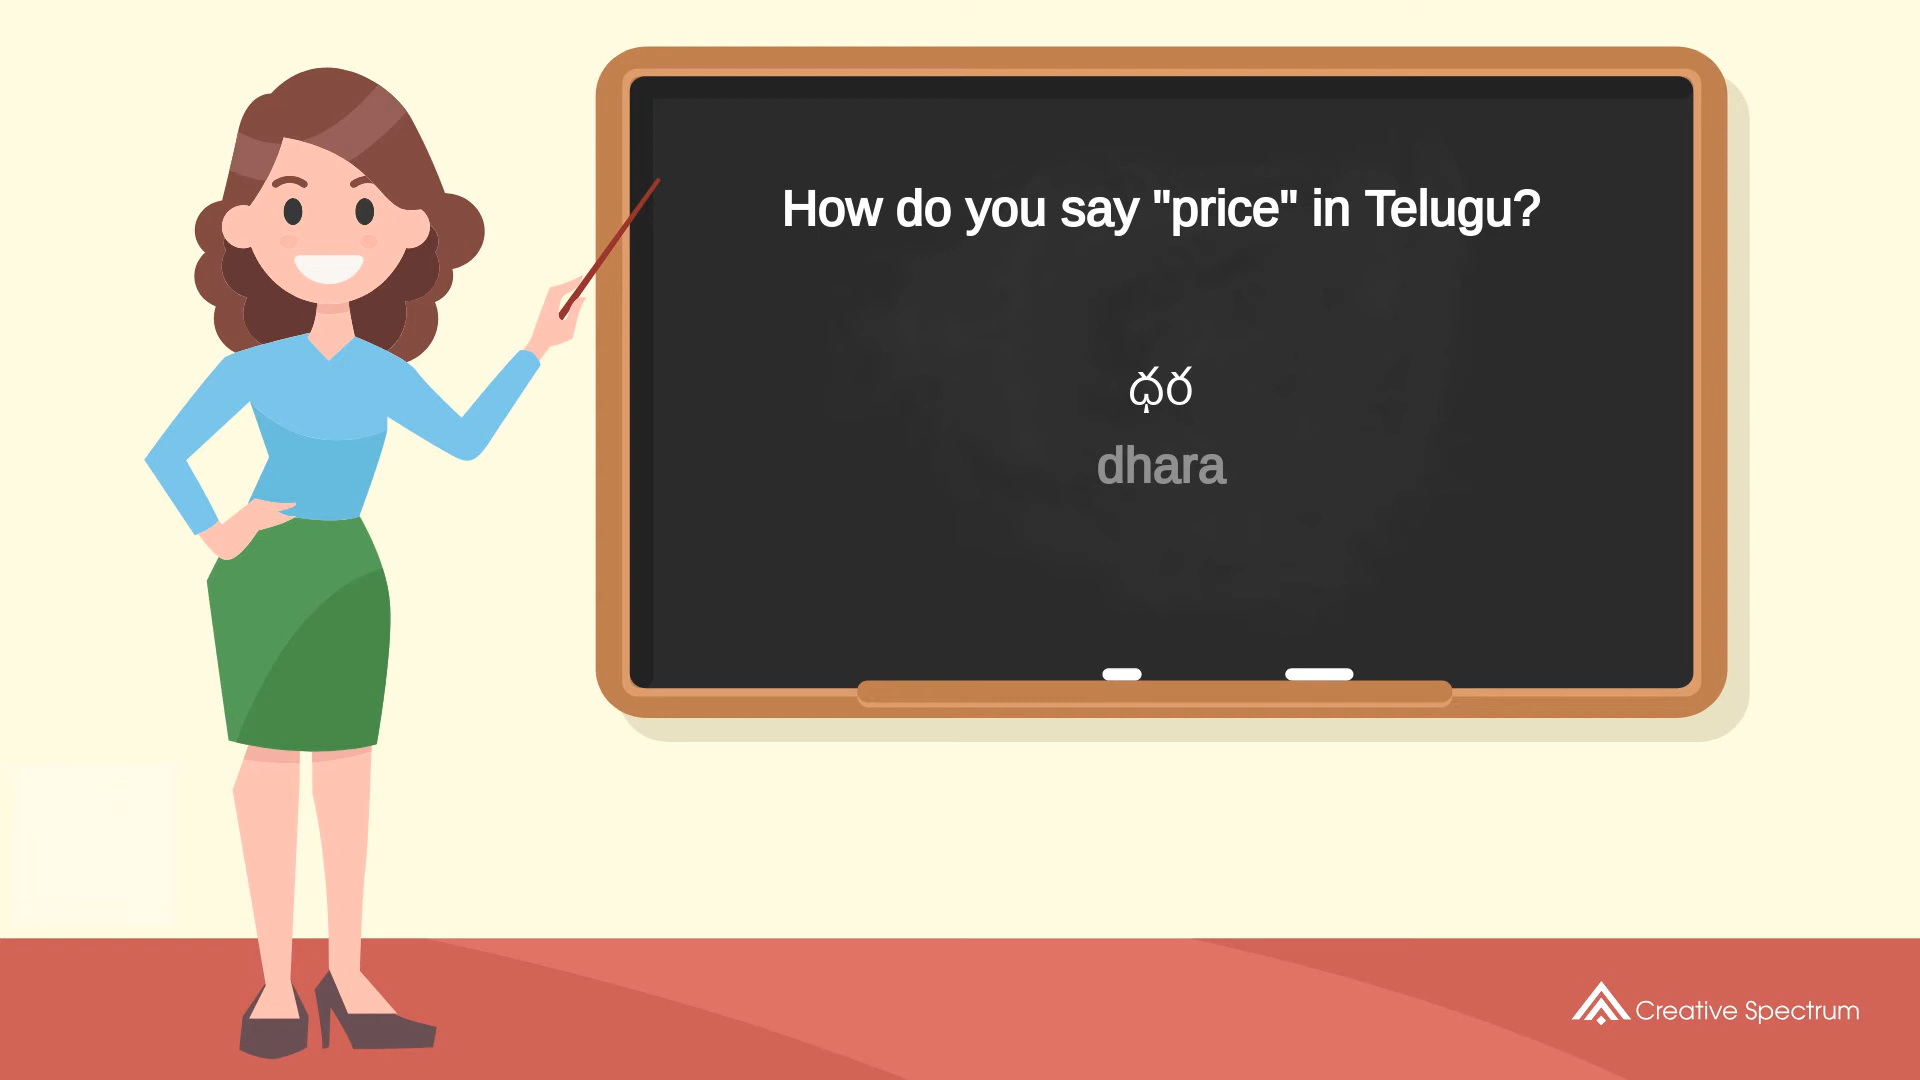 How do you say "price" in Telugu?
ధర
dhara
Creative Spectrum